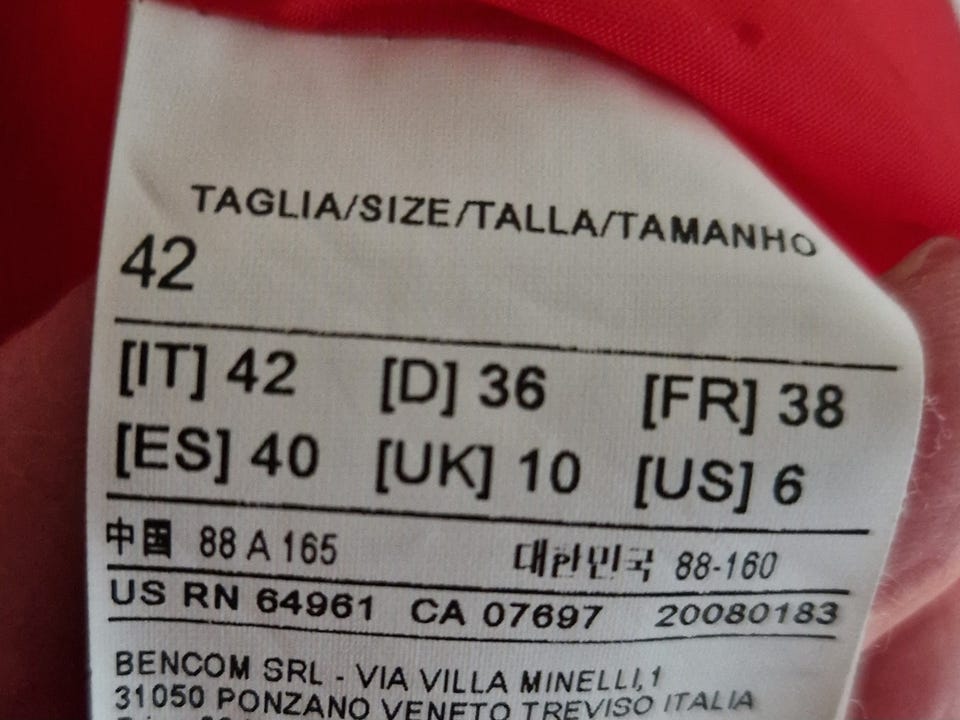 TAGLIA/SIZE/TALLA/TAMANHO
42
[IT] 42 [D] 36 [FR] 38
[ES] 40 [UK] 10 [US] 6
中国 88 A 165 대한민국 88-160
US RN 64961 CA 07697 20080183
BENCOM SRL - VIA VILLA MINELLI,1
31050 PONZANO VENETO TREVISO ITALIA